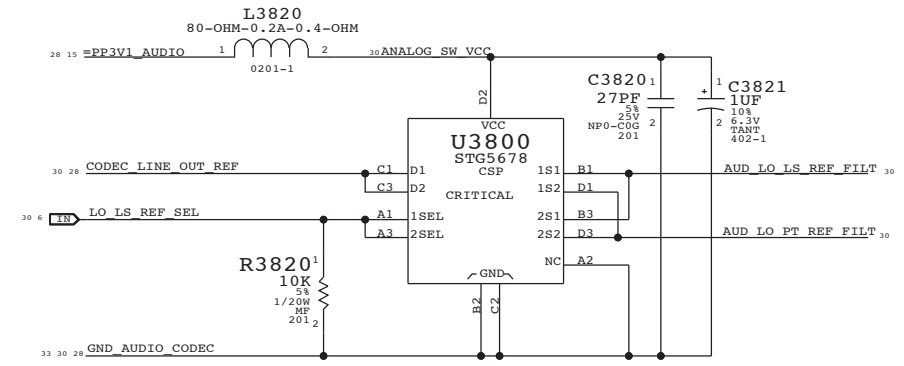 L3820
80-OHM-0.2A-0.4-OHM
28 15 =PP3V1_AUDIO 1 2 30 ANALOG_SW_VCC
0201-1
C3820 1
27PF
5%
25V
NP0-C0G
201
2
1 C3821
+ 1UF
10%
6.3V
TANT
402-1
2
D2
VCC
U3800
STG5678
CSP
CRITICAL
30 28 CODEC_LINE_OUT_REF C1 D1
C3 D2
30 6 IN LO_LS_REF_SEL A1 1SEL
A3 2SEL
1S1 B1 AUD_LO_LS_REF_FILT 30
1S2 D1
2S1 B3
2S2 D3 AUD_LO_PT_REF_FILT 30
NC A2
GND
B2
C2
R3820 1
10K
5%
1/20W
MF
201 2
33 30 28 GND_AUDIO_CODEC